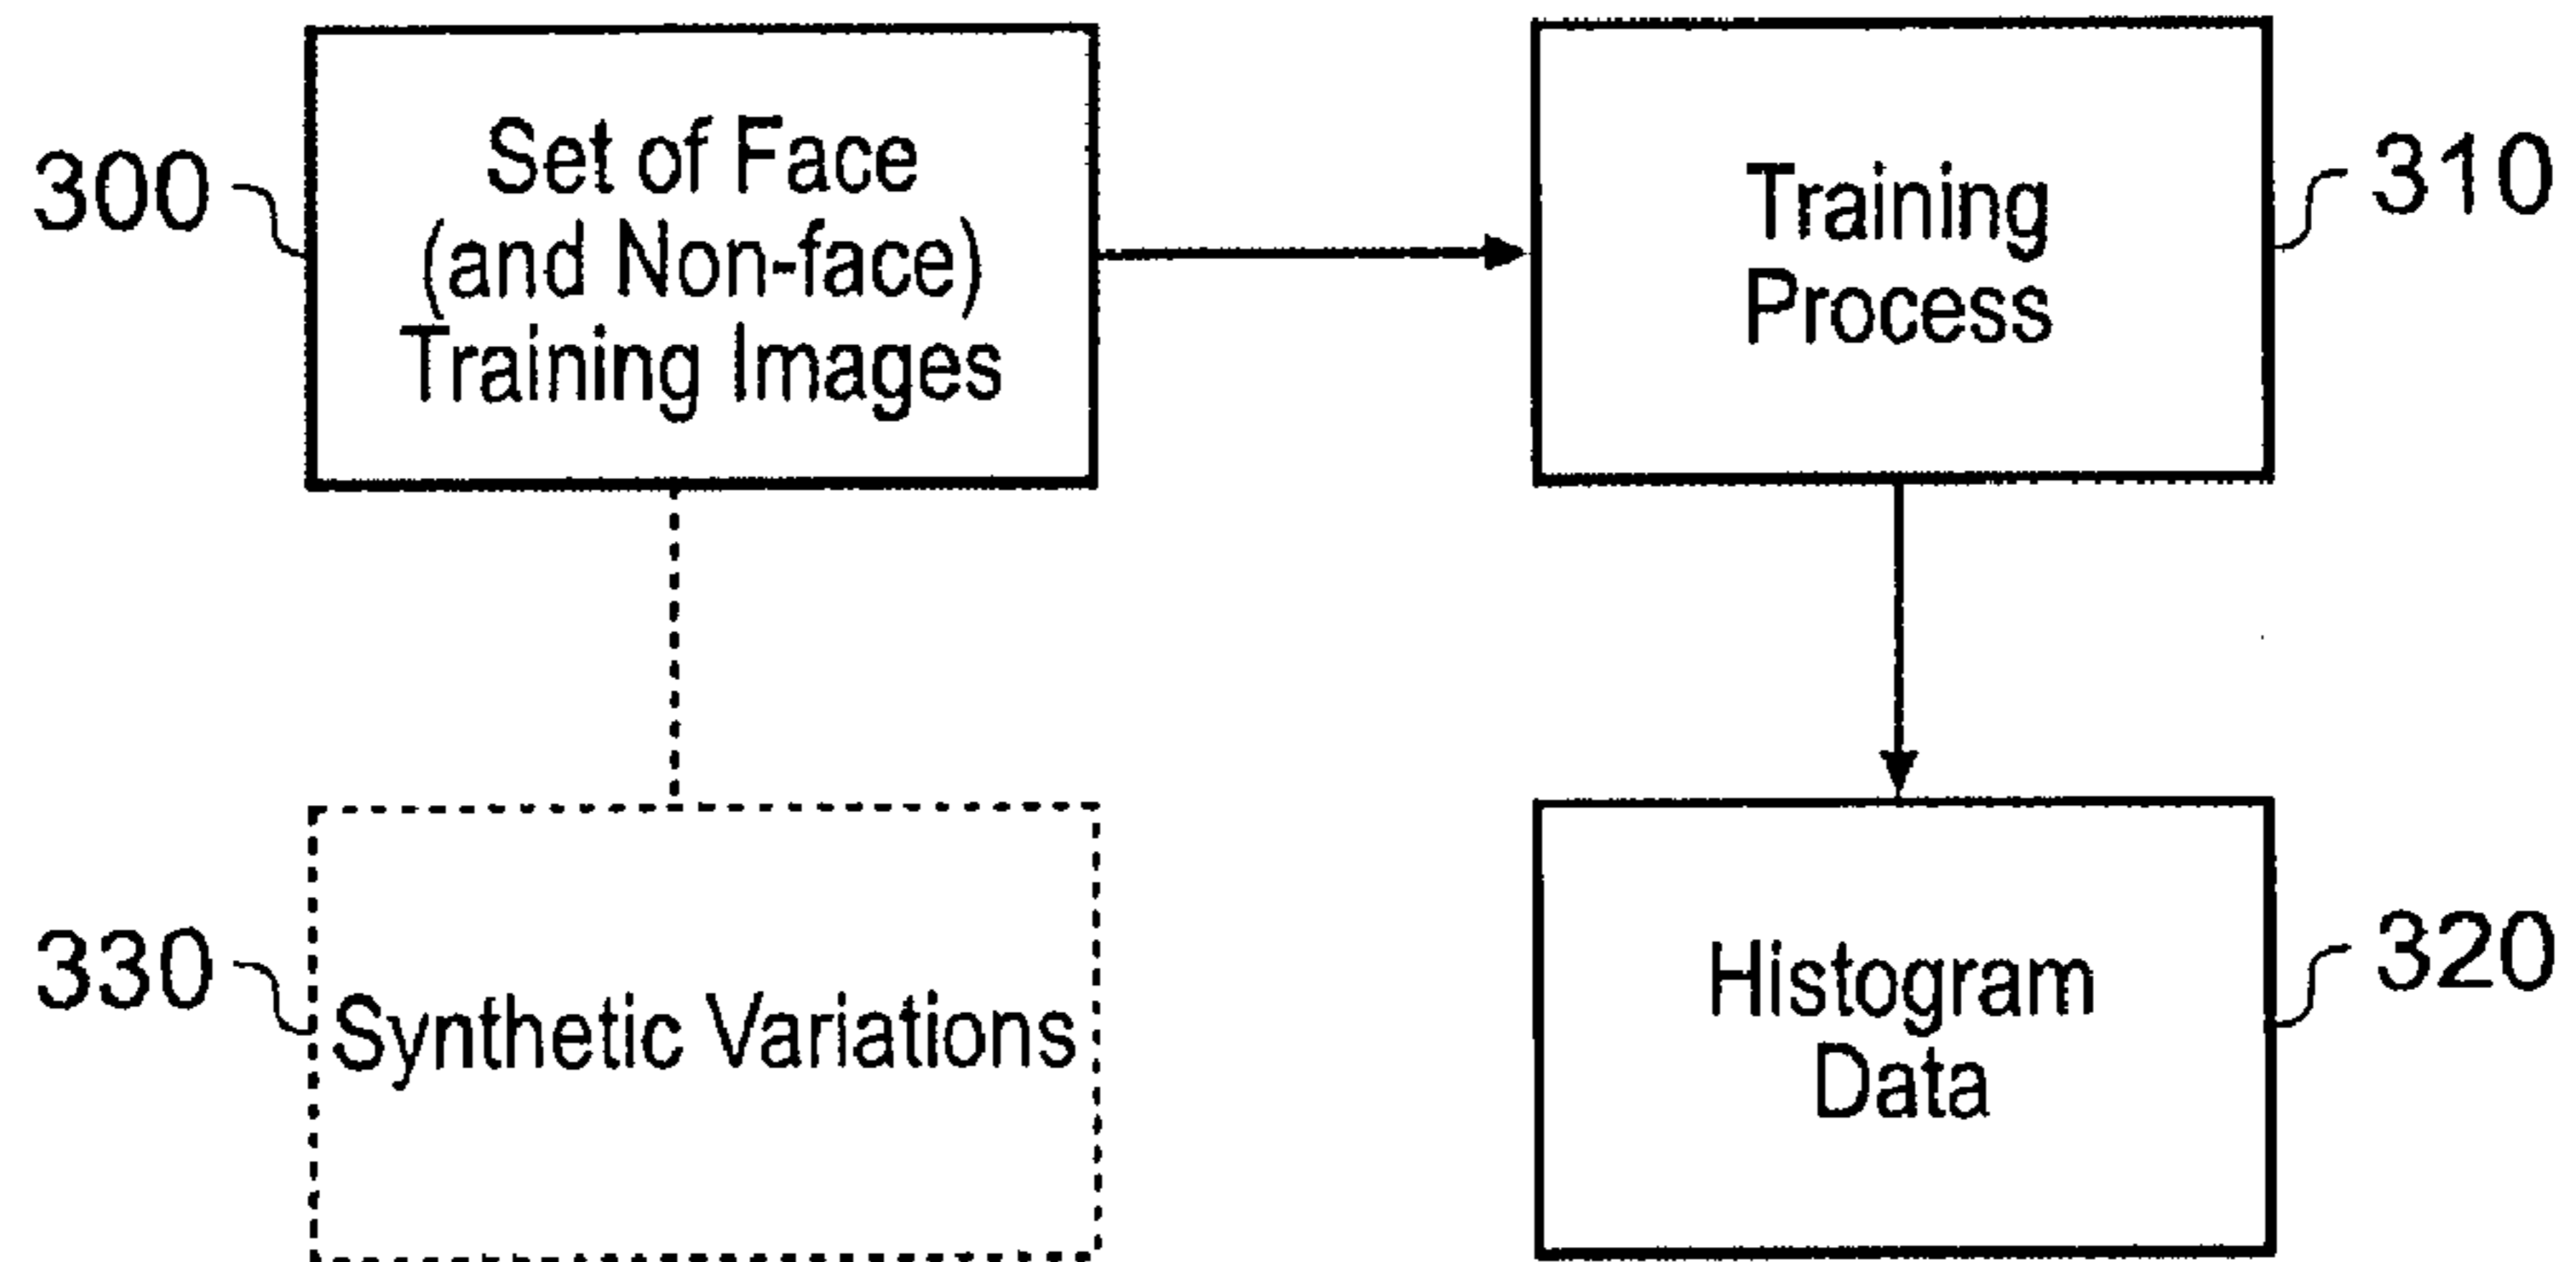 300
Set of Face
(and Non-face)
Training Images
Training
Process
310
330
Synthetic Variations
Histogram
Data
320